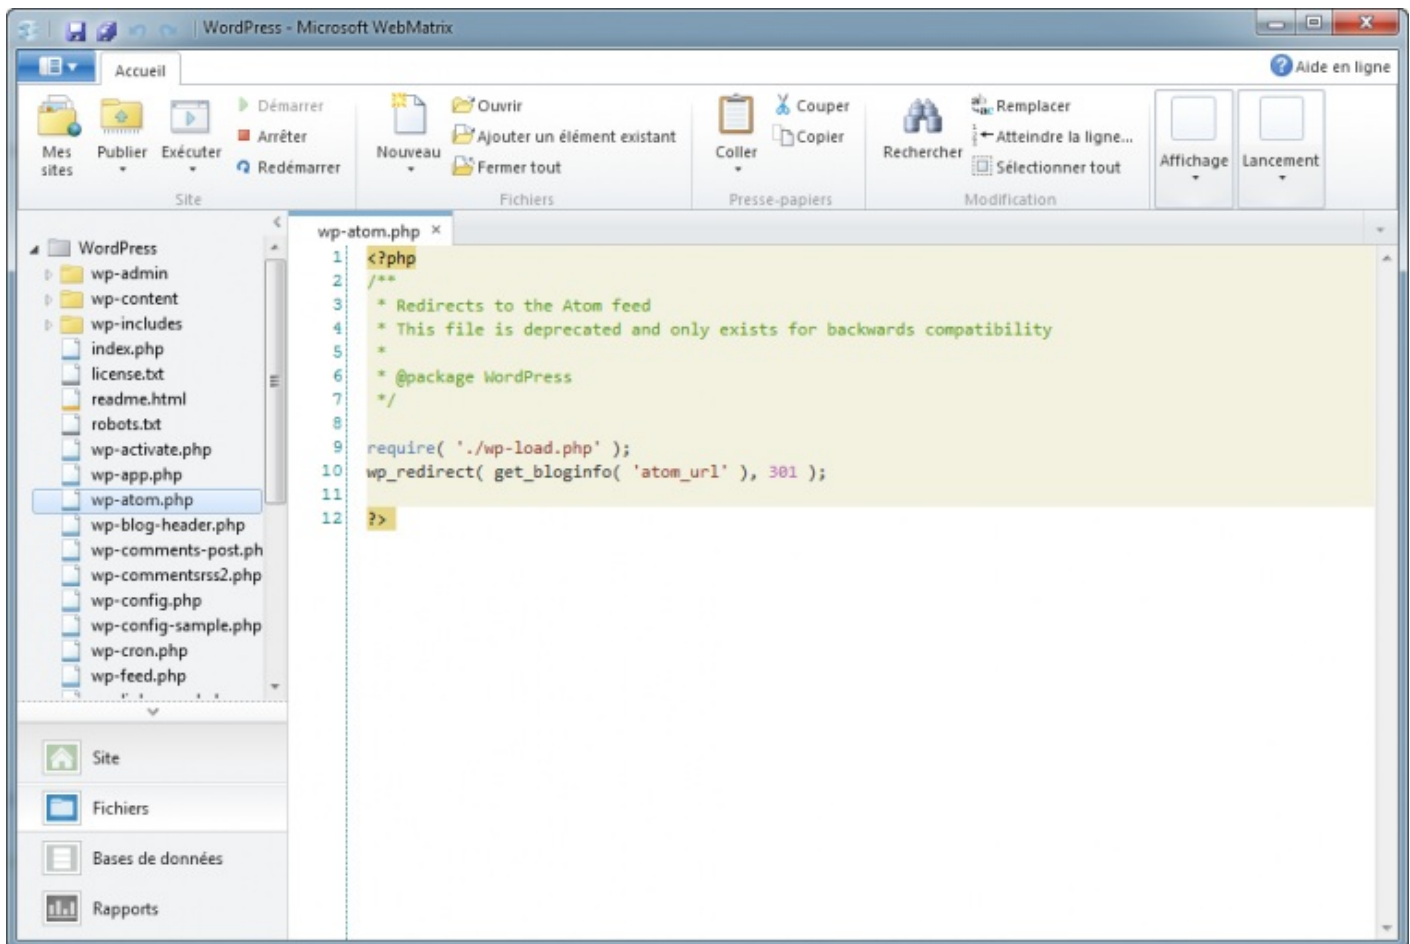 WordPress - Microsoft WebMatrix
Accueil
Aide en ligne
Mes sites
Publier
Exécuter
Démarrer
Arrêter
Redémarrer
Site
Nouveau
Ouvrir
Ajouter un élément existant
Fermer tout
Fichiers
Coller
Couper
Copier
Presse-papiers
Rechercher
Remplacer
Atteindre la ligne...
Sélectionner tout
Modification
Affichage
Lancement
WordPress
wp-admin
wp-content
wp-includes
index.php
license.txt
readme.html
robots.txt
wp-activate.php
wp-app.php
wp-atom.php
wp-blog-header.php
wp-comments-post.ph
wp-commentsrss2.php
wp-config.php
wp-config-sample.php
wp-cron.php
wp-feed.php
Site
Fichiers
Bases de données
Rapports
wp-atom.php ×
1 <?php
2 /**
3 * Redirects to the Atom feed
4 * This file is deprecated and only exists for backwards compatibility
5 *
6 * @package WordPress
7 */
8
9 require( './wp-load.php' );
10 wp_redirect( get_bloginfo( 'atom_url' ), 301 );
11
12 ?>